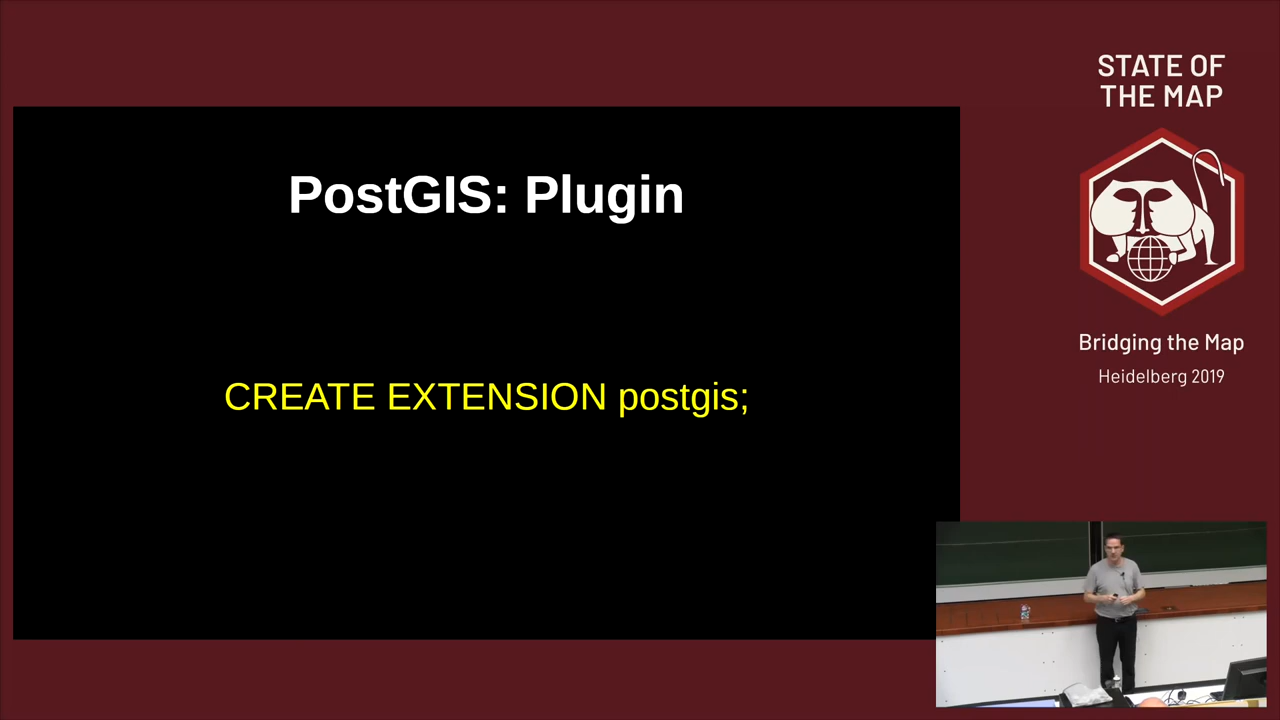 PostGIS: Plugin
CREATE EXTENSION postgis;
STATE OF
THE MAP
Bridging the Map
Heidelberg 2019